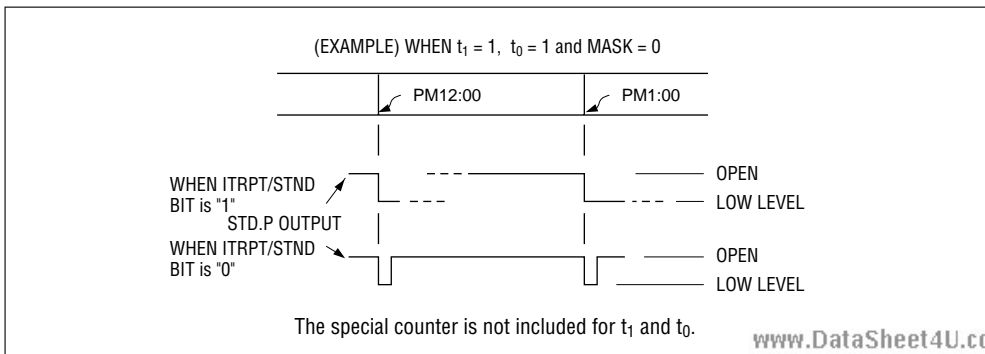 (EXAMPLE) WHEN t₁ = 1, t₀ = 1 and MASK = 0
PM12:00
PM1:00
WHEN ITRPT/STND
BIT is "1"
OPEN
LOW LEVEL
STD.P OUTPUT
WHEN ITRPT/STND
BIT is "0"
OPEN
LOW LEVEL
The special counter is not included for t₁ and t₀.
www.DataSheet4U.co